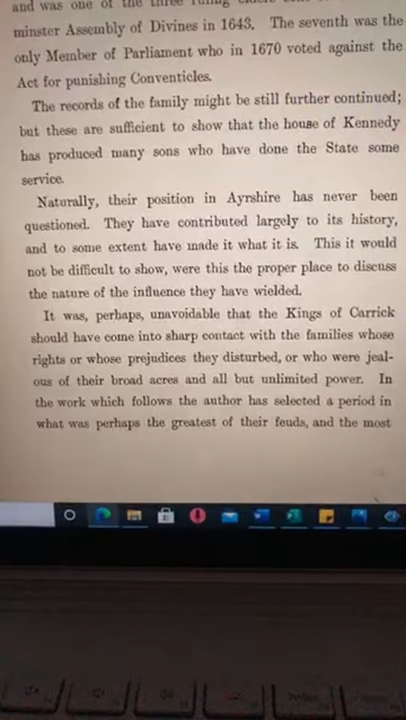 and was one of the three ruling elders
minster Assembly of Divines in 1643. The seventh was the
only Member of Parliament who in 1670 voted against the
Act for punishing Conventicles.
The records of the family might be still further continued;
but these are sufficient to show that the house of Kennedy
has produced many sons who have done the State some
service.
Naturally, their position in Ayrshire has never been
questioned. They have contributed largely to its history,
and to some extent have made it what it is. This it would
not be difficult to show, were this the proper place to discuss
the nature of the influence they have wielded.
It was, perhaps, unavoidable that the Kings of Carrick
should have come into sharp contact with the families whose
rights or whose prejudices they disturbed, or who were jeal-
ous of their broad acres and all but unlimited power. In
the work which follows the author has selected a period in
what was perhaps the greatest of their feuds, and the most